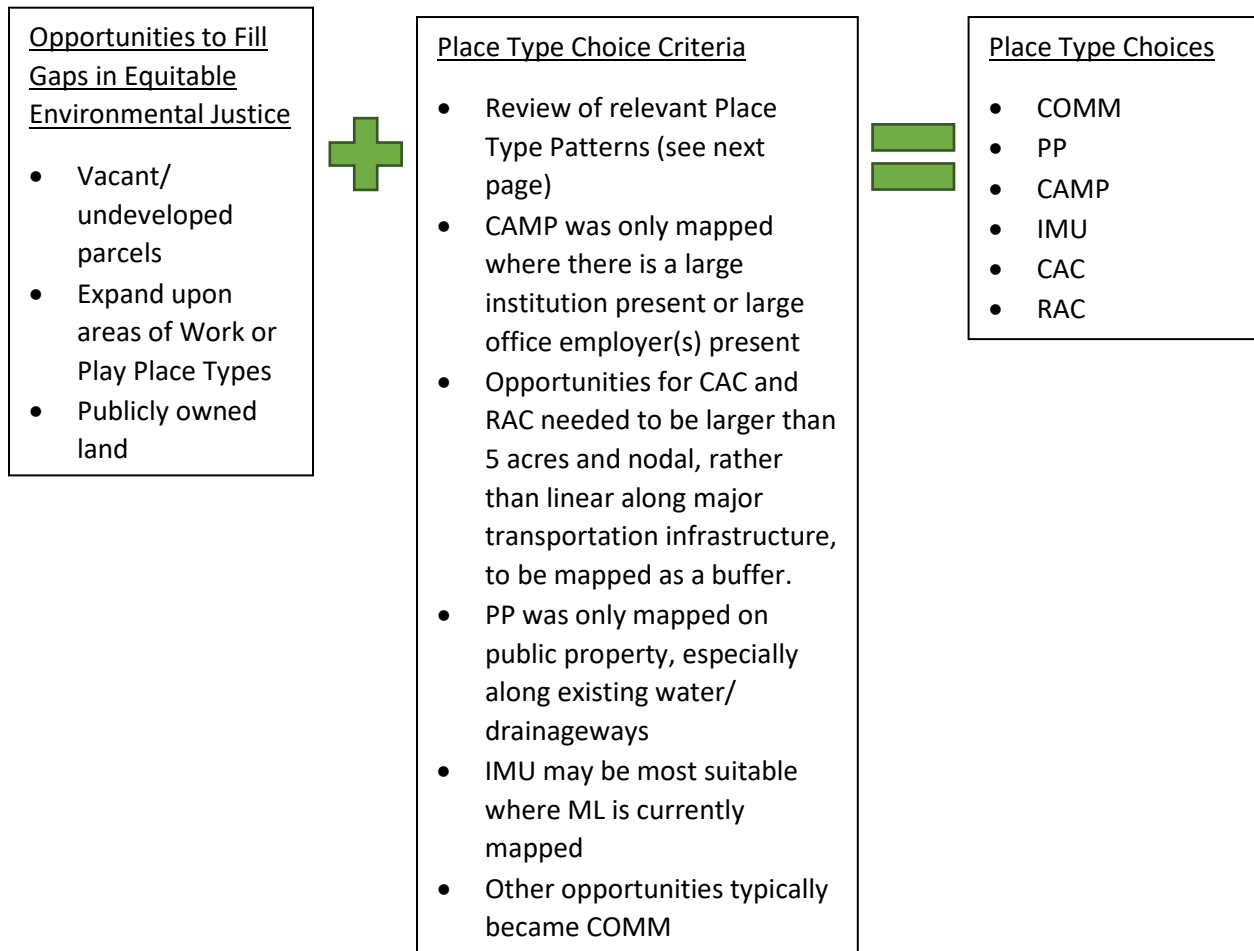 Opportunities to Fill
Gaps in Equitable
Environmental Justice
• Vacant/
undeveloped
parcels
• Expand upon
areas of Work or
Play Place Types
• Publicly owned
land
Place Type Choice Criteria
• Review of relevant Place
Type Patterns (see next
page)
• CAMP was only mapped
where there is a large
institution present or large
office employer(s) present
• Opportunities for CAC and
RAC needed to be larger than
5 acres and nodal, rather
than linear along major
transportation infrastructure,
to be mapped as a buffer.
• PP was only mapped on
public property, especially
along existing water/
drainageways
• IMU may be most suitable
where ML is currently
mapped
• Other opportunities typically
became COMM
Place Type Choices
• COMM
• PP
• CAMP
• IMU
• CAC
• RAC